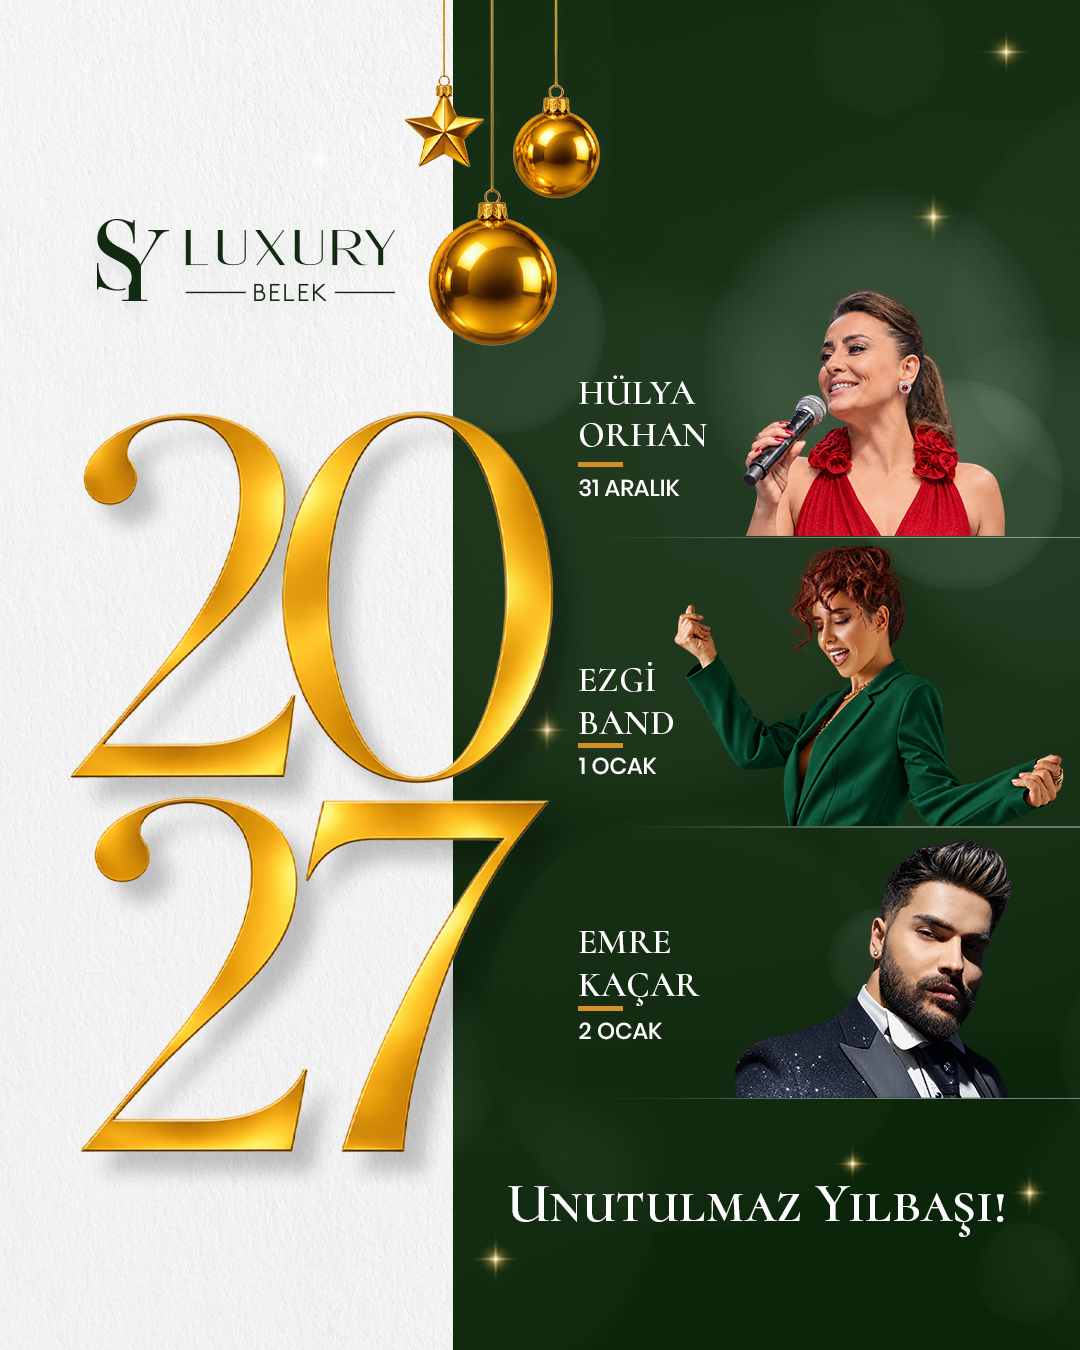 SY LUXURY
BELEK
2027
HÜLYA
ORHAN
31 ARALIK
EZGİ
BAND
1 OCAK
EMRE
KAÇAR
2 OCAK
UNUTULMAZ YILBAŞI!